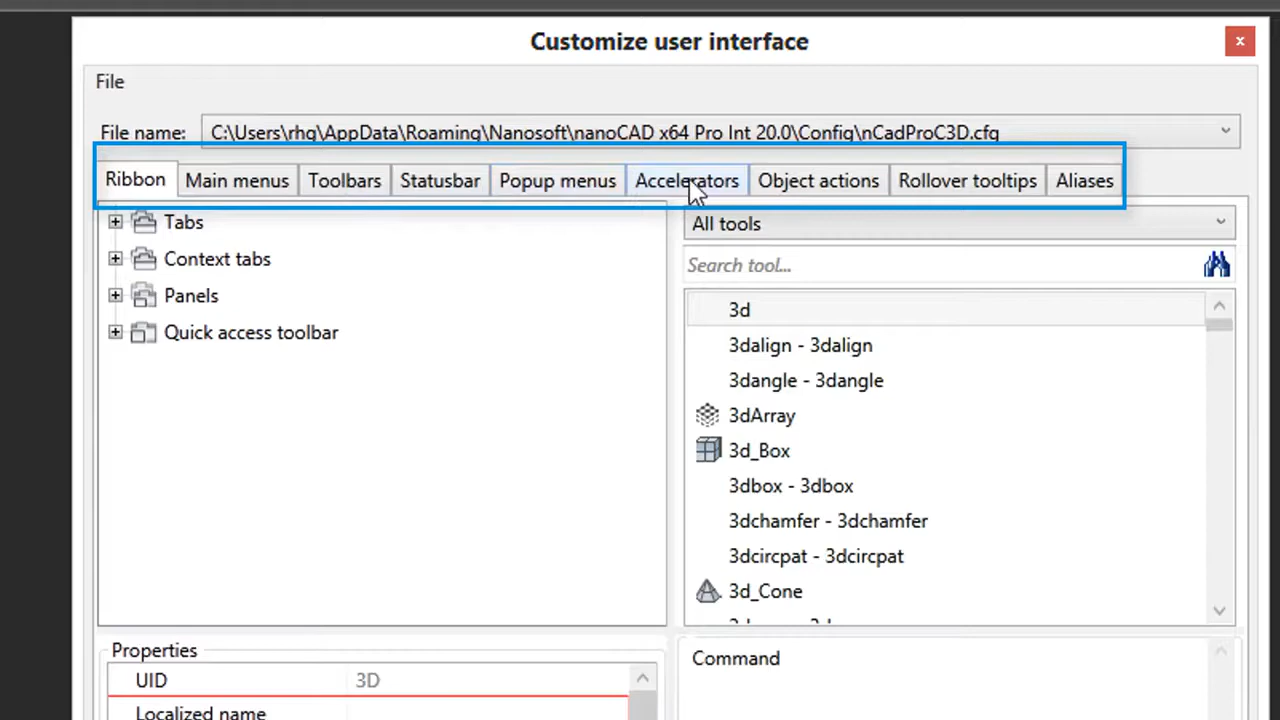 Customize user interface
x
File
File name: C:\Users\rhq\AppData\Roaming\Nanosoft\nanoCAD x64 Pro Int 20.0\Config\nCadProC3D.cfg
Ribbon Main menus Toolbars Statusbar Popup menus Accelerators Object actions Rollover tooltips Aliases
Tabs
Context tabs
Panels
Quick access toolbar
All tools
Search tool...
3d
3dalign - 3dalign
3dangle - 3dangle
3dArray
3d_Box
3dbox - 3dbox
3dchamfer - 3dchamfer
3dcircpat - 3dcircpat
3d_Cone
Properties
UID 3D
Localized name
Command